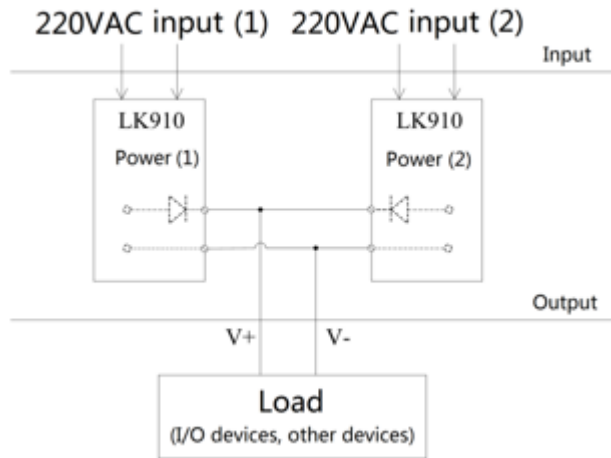 220VAC input (1)
220VAC input (2)
Input
LK910
Power (1)
LK910
Power (2)
Output
V+
V-
Load
(I/O devices, other devices)